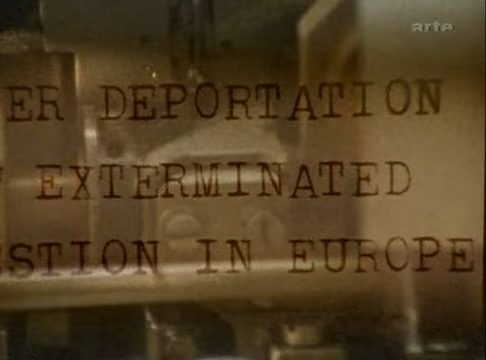 arte
ER DEPORTATION
EXTERMINATED
STION IN EUROPE